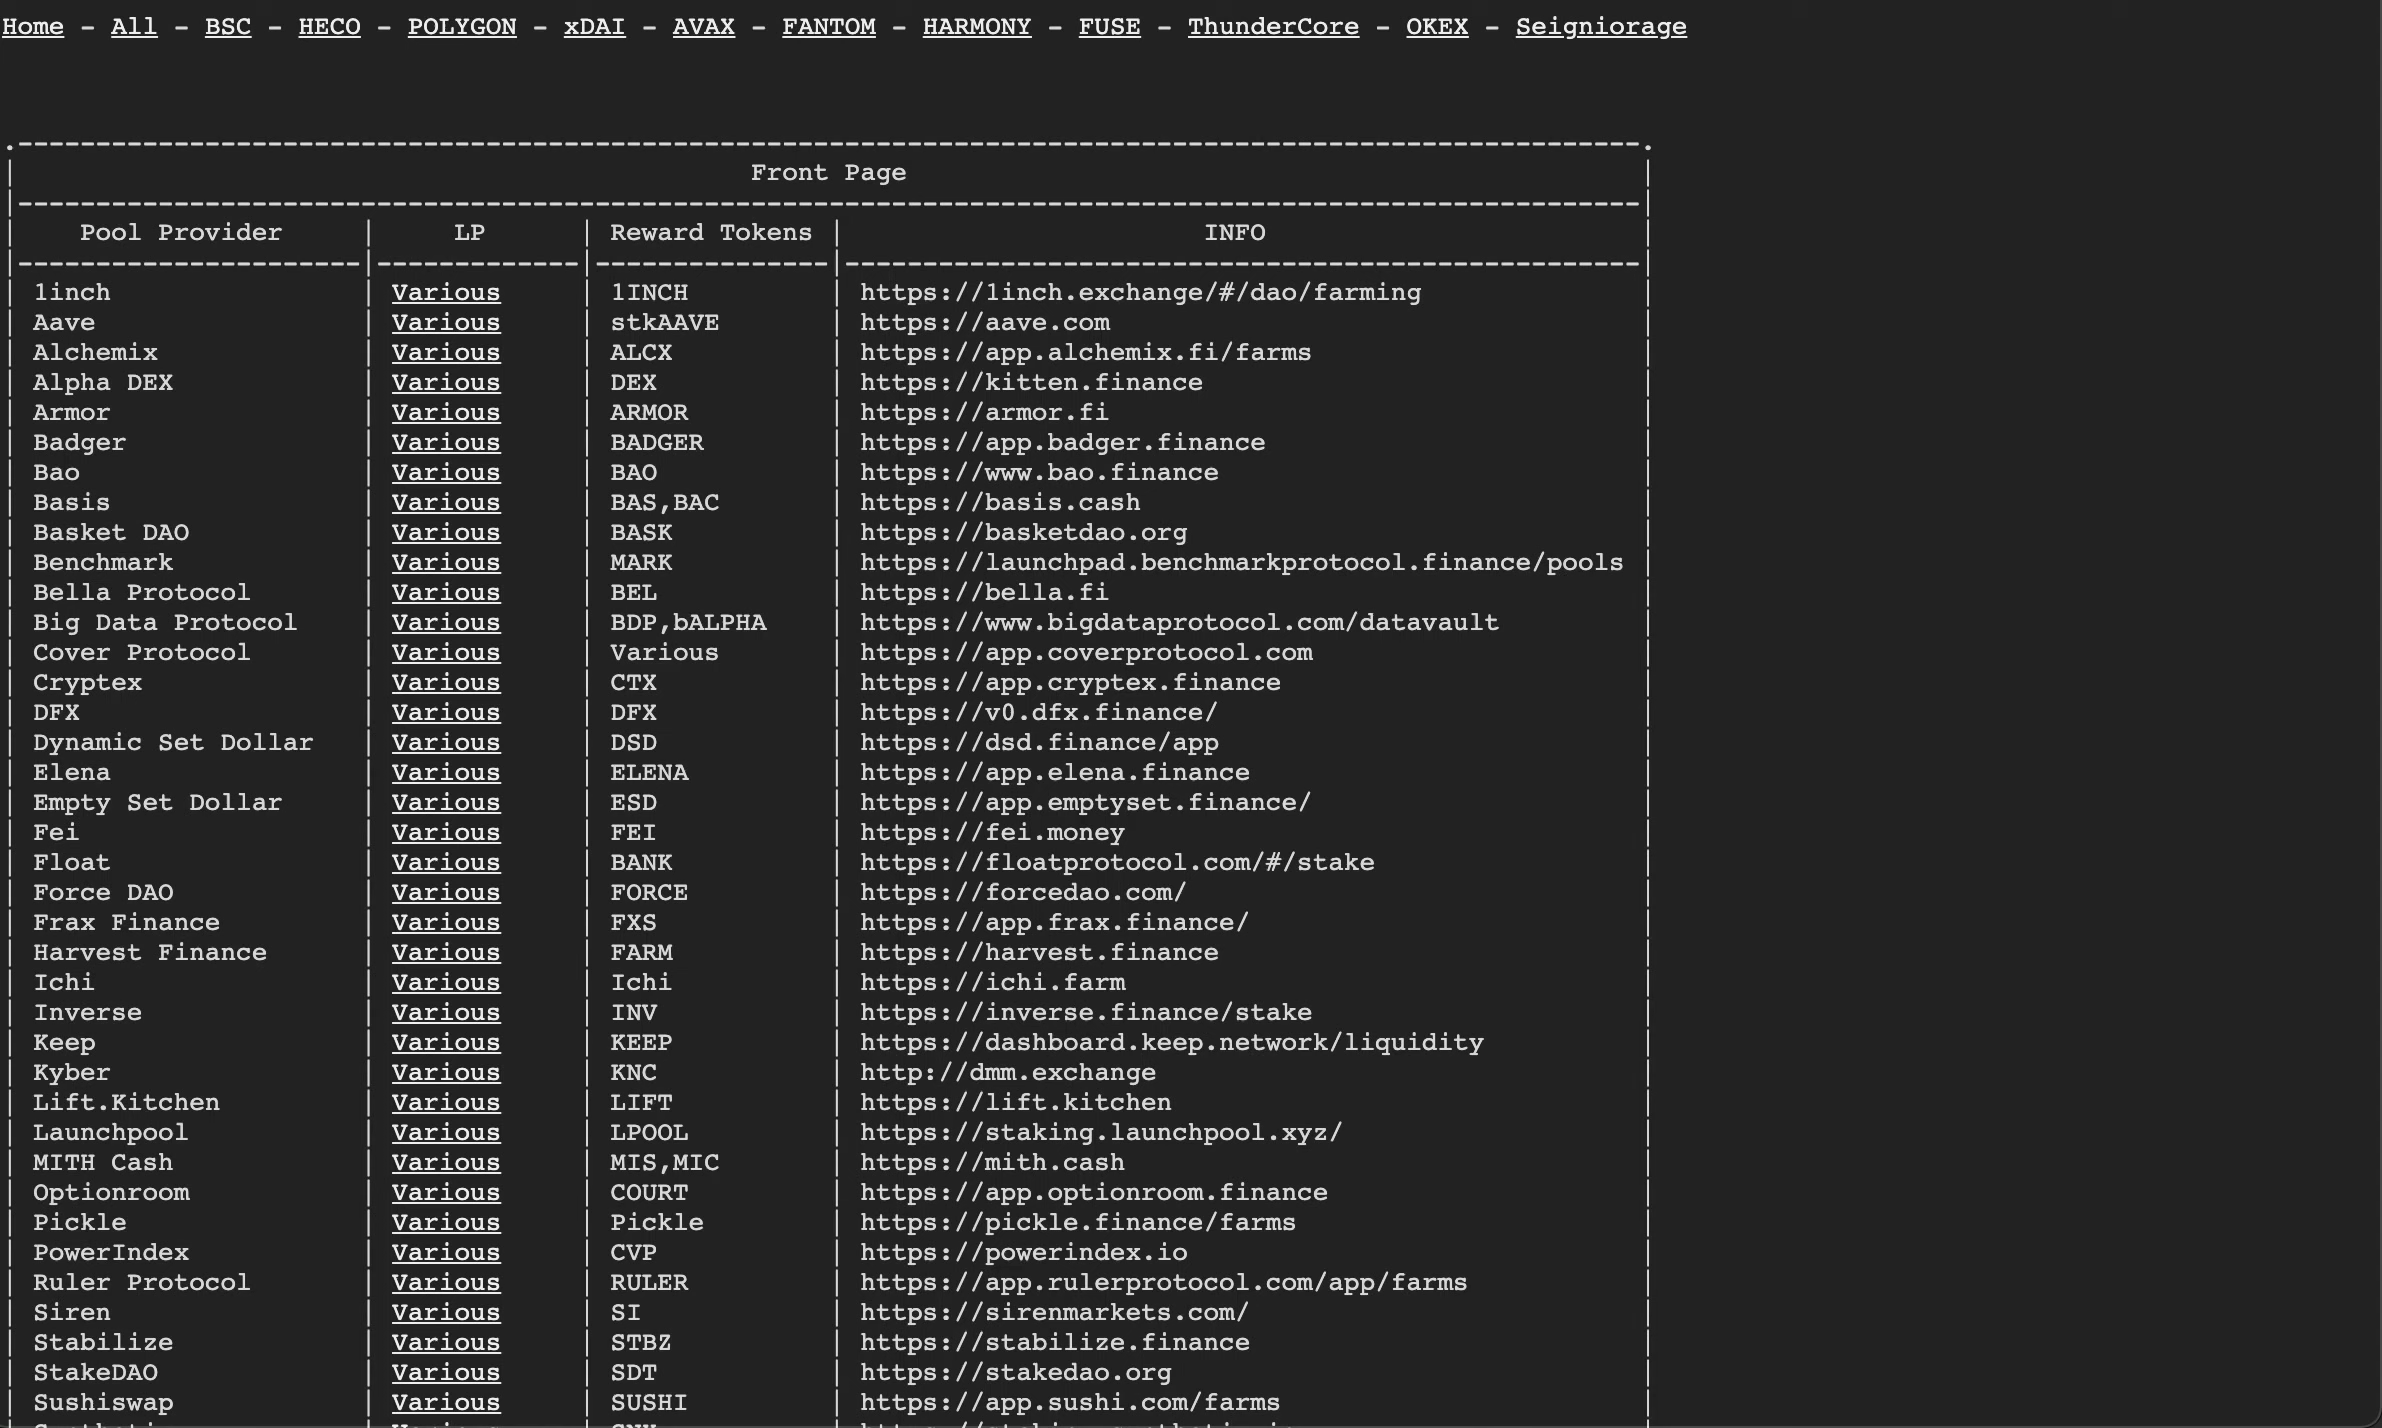 Home - All - BSC - HECO - POLYGON - xDAI - AVAX - FANTOM - HARMONY - FUSE - ThunderCore - OKEX - Seigniorage
Front Page
Pool Provider | LP | Reward Tokens | INFO
1inch | Various | 1INCH | https://1inch.exchange/#/dao/farming
Aave | Various | stkAAVE | https://aave.com
Alchemix | Various | ALCX | https://app.alchemix.fi/farms
Alpha DEX | Various | DEX | https://kitten.finance
Armor | Various | ARMOR | https://armor.fi
Badger | Various | BADGER | https://app.badger.finance
Bao | Various | BAO | https://www.bao.finance
Basis | Various | BAS,BAC | https://basis.cash
Basket DAO | Various | BASK | https://basketdao.org
Benchmark | Various | MARK | https://launchpad.benchmarkprotocol.finance/pools
Bella Protocol | Various | BEL | https://bella.fi
Big Data Protocol | Various | BDP,bALPHA | https://www.bigdataprotocol.com/datavault
Cover Protocol | Various | Various | https://app.coverprotocol.com
Cryptex | Various | CTX | https://app.cryptex.finance
DFX | Various | DFX | https://v0.dfx.finance/
Dynamic Set Dollar | Various | DSD | https://dsd.finance/app
Elena | Various | ELENA | https://app.elena.finance
Empty Set Dollar | Various | ESD | https://app.emptyset.finance/
Fei | Various | FEI | https://fei.money
Float | Various | BANK | https://floatprotocol.com/#/stake
Force DAO | Various | FORCE | https://forcedao.com/
Frax Finance | Various | FXS | https://app.frax.finance/
Harvest Finance | Various | FARM | https://harvest.finance
Ichi | Various | Ichi | https://ichi.farm
Inverse | Various | INV | https://inverse.finance/stake
Keep | Various | KEEP | https://dashboard.keep.network/liquidity
Kyber | Various | KNC | http://dmm.exchange
Lift.Kitchen | Various | LIFT | https://lift.kitchen
Launchpool | Various | LPOOL | https://staking.launchpool.xyz/
MITH Cash | Various | MIS,MIC | https://mith.cash
Optionroom | Various | COURT | https://app.optionroom.finance
Pickle | Various | Pickle | https://pickle.finance/farms
PowerIndex | Various | CVP | https://powerindex.io
Ruler Protocol | Various | RULER | https://app.rulerprotocol.com/app/farms
Siren | Various | SI | https://sirenmarkets.com/
Stabilize | Various | STBZ | https://stabilize.finance
StakeDAO | Various | SDT | https://stakedao.org
Sushiswap | Various | SUSHI | https://app.sushi.com/farms